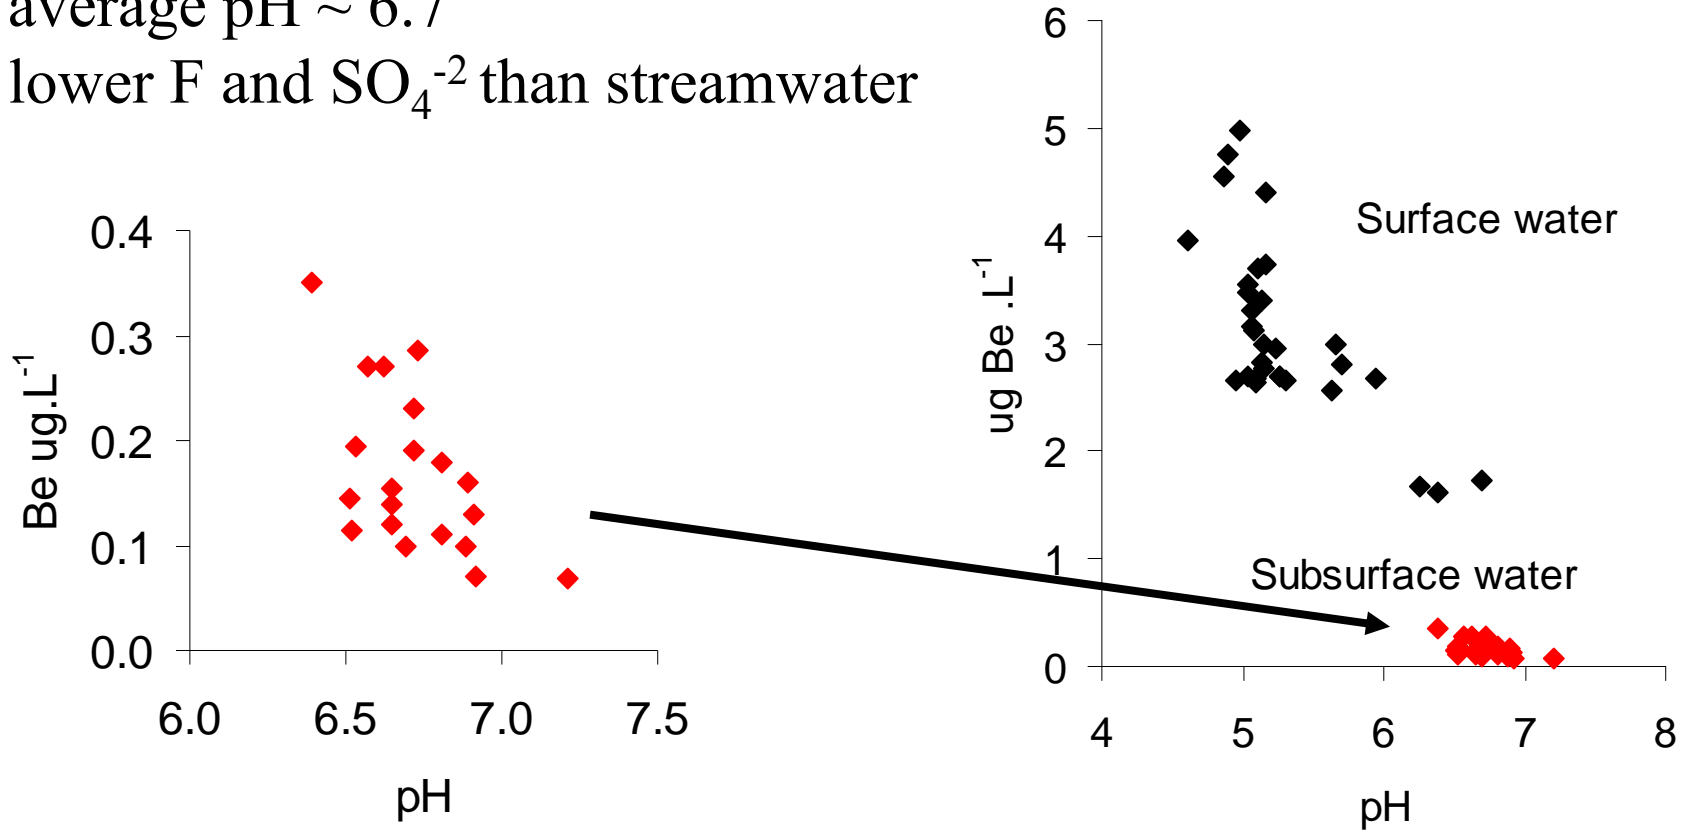 average pH ~ 6.7
lower F and SO₄⁻² than streamwater
0.4
0.3
0.2
0.1
0.0
Be ug.L⁻¹
6.0 6.5 7.0 7.5
pH
6
5
4
3
2
1
0
ug Be .L⁻¹
Surface water
Subsurface water
4 5 6 7 8
pH